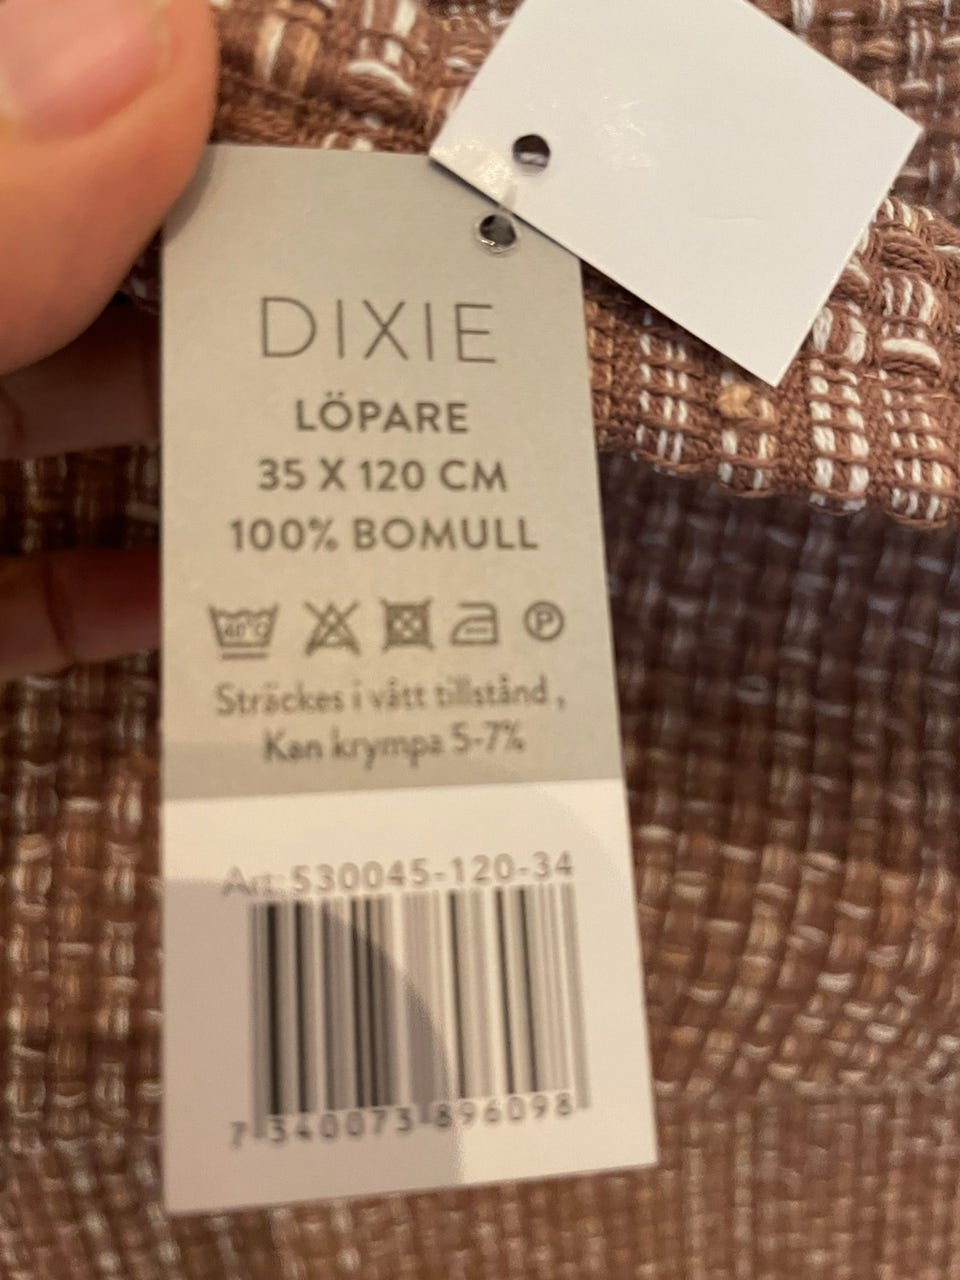 DIXIE
LÖPARE
35 X 120 CM
100% BOMULL
40°C
P
Sträckes i vått tillstånd ,
Kan krympa 5-7%
Art: 530045-120-34
7 340073 896098